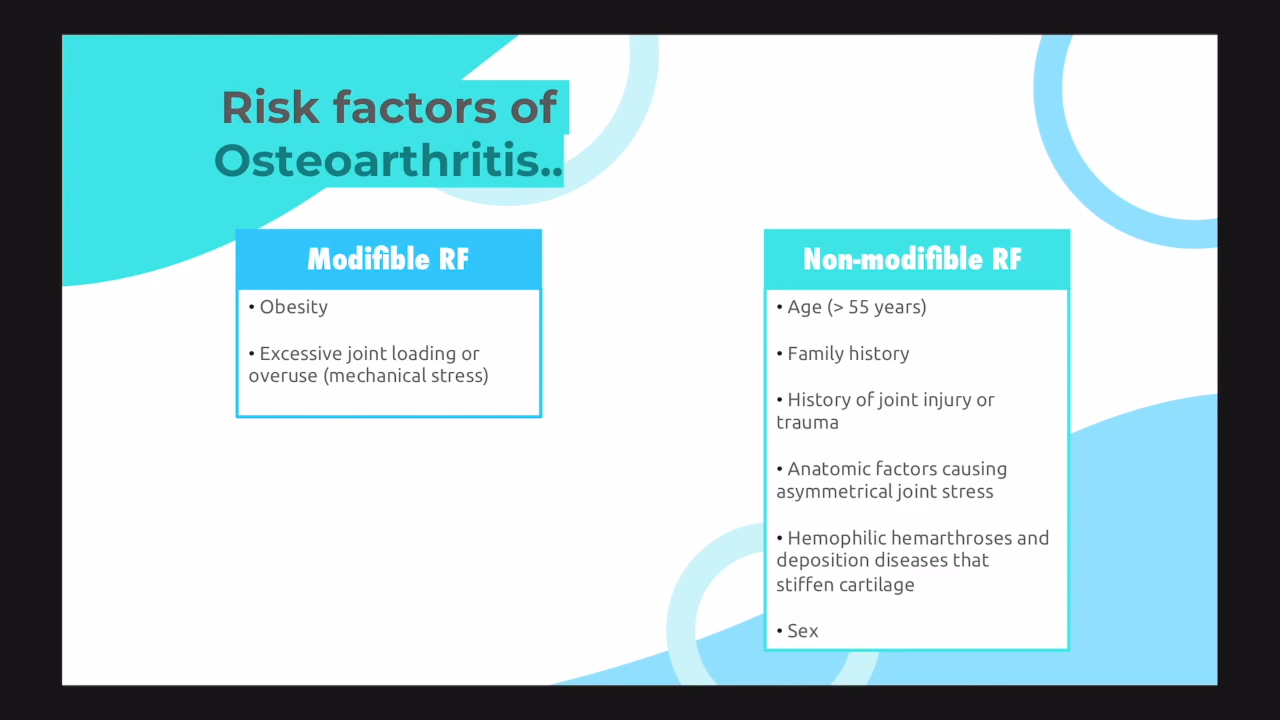 Risk factors of
Osteoarthritis..
Modifible RF
• Obesity
• Excessive joint loading or
overuse (mechanical stress)
Non-modifible RF
• Age (> 55 years)
• Family history
• History of joint injury or
trauma
• Anatomic factors causing
asymmetrical joint stress
• Hemophilic hemarthroses and
deposition diseases that
stiffen cartilage
• Sex